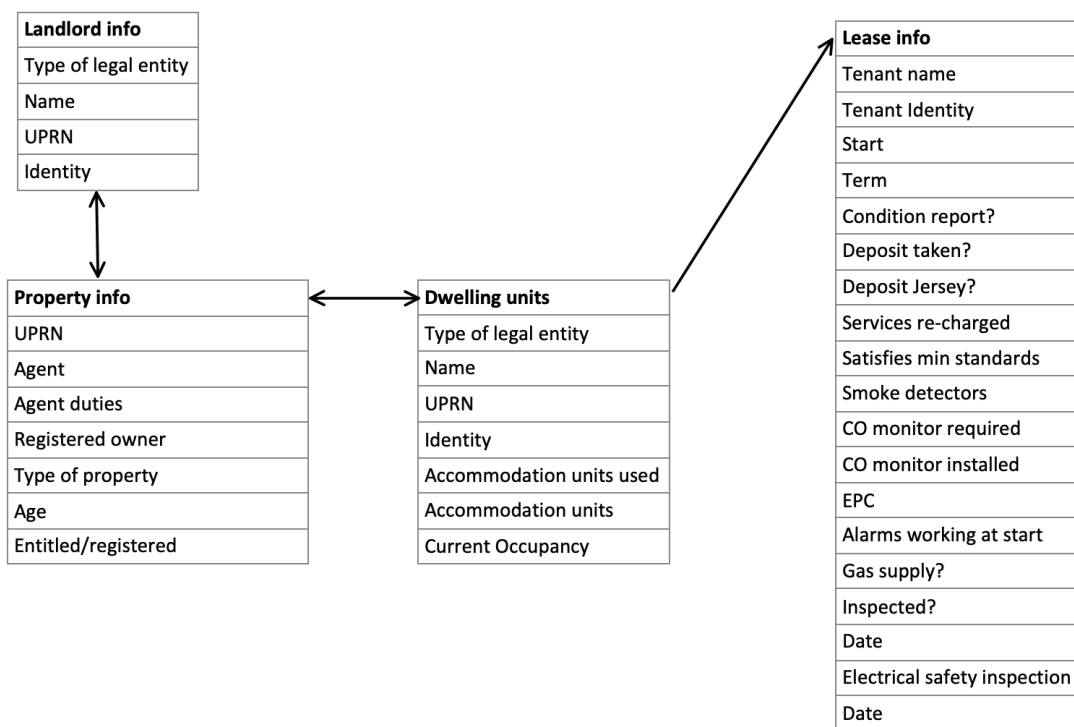 Landlord info
Type of legal entity
Name
UPRN
Identity
Property info
UPRN
Agent
Agent duties
Registered owner
Type of property
Age
Entitled/registered
Dwelling units
Type of legal entity
Name
UPRN
Identity
Accommodation units used
Accommodation units
Current Occupancy
Lease info
Tenant name
Tenant Identity
Start
Term
Condition report?
Deposit taken?
Deposit Jersey?
Services re-charged
Satisfies min standards
Smoke detectors
CO monitor required
CO monitor installed
EPC
Alarms working at start
Gas supply?
Inspected?
Date
Electrical safety inspection
Date